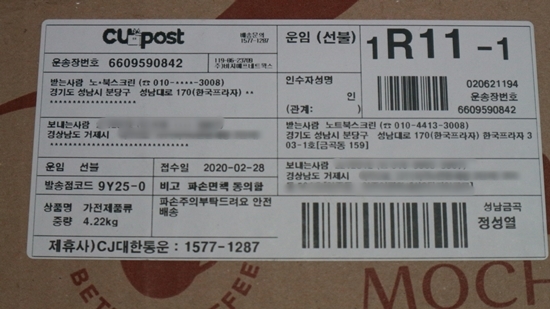 CUpost
배송문의
1577-1287
운임 (선불)
1R11-1
운송장번호 6609590842
받는사람 노*북스크린 (☎ 010-****-3008)
경기도 성남시 분당구 성남대로 170(한국프라자) **
인수자성명
인
(관계: )
020621194
운송장번호
6609590842
보내는사람
경상남도 거제시
받는사람 노트북스크린 (☎ 010-4413-3008)
경기도 성남시 분당구 성남대로 170(한국프라자) 한국프라자 3
03-1호[금곡동 159]
운임 선불 접수일 2020-02-28
보내는사람
경상남도 거제시
발송점코드 9Y25-0 비고 파손면책 동의함
상품명 가전제품류
중량 4.22kg
파손주의부탁드려요 안전
배송
성남금곡
정성열
제휴사)CJ대한통운 : 1577-1287
MOCH